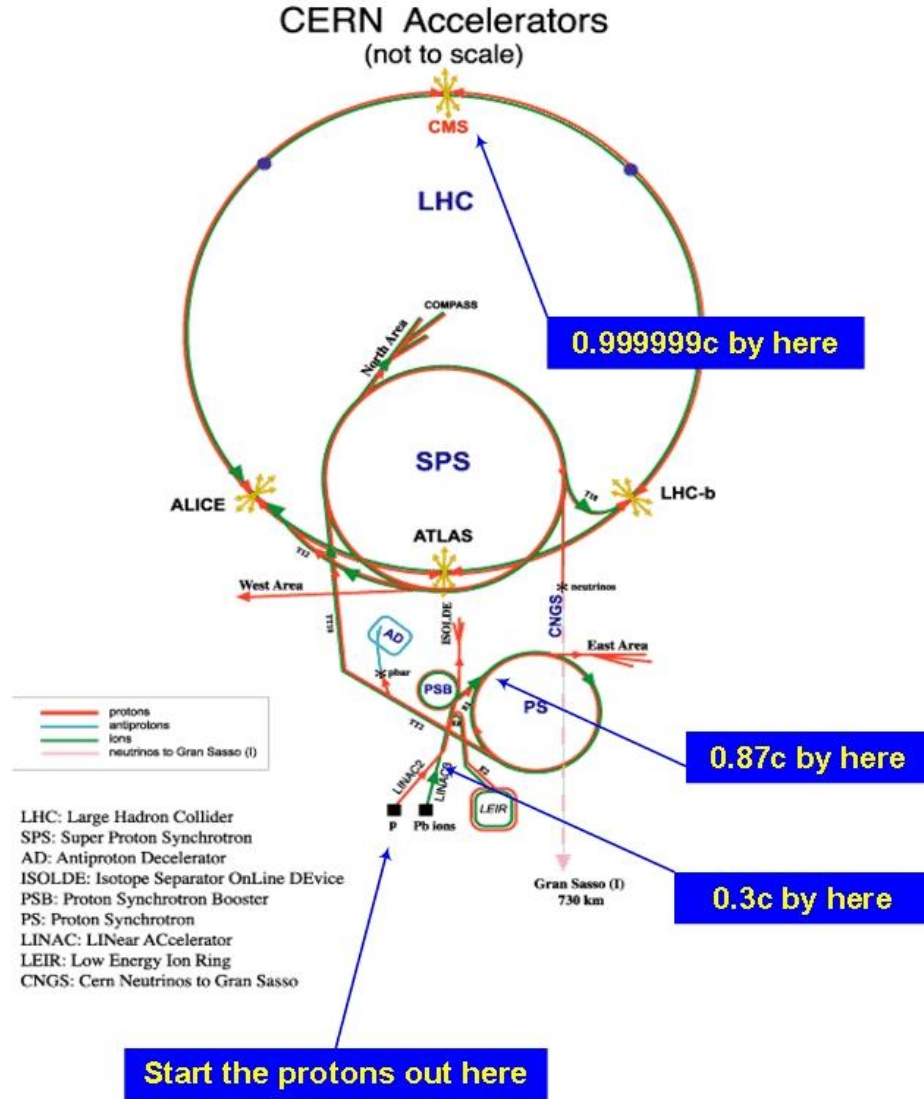 CERN Accelerators
(not to scale)
CMS
LHC
0.999999c by here
COMPASS
North Area
SPS
ALICE
LHC-b
TI8
ATLAS
TI2
West Area
neutrinos
CNGS
ISOLDE
TT10
AD
East Area
pbar
PSB
PS
TT2
protons
antiprotons
ions
neutrinos to Gran Sasso (I)
0.87c by here
LINAC2
LINAC3
E2
LEIR
p
Pb ions
LHC: Large Hadron Collider
SPS: Super Proton Synchrotron
AD: Antiproton Decelerator
ISOLDE: Isotope Separator OnLine DEvice
PSB: Proton Synchrotron Booster
PS: Proton Synchrotron
LINAC: LINear ACcelerator
LEIR: Low Energy Ion Ring
CNGS: Cern Neutrinos to Gran Sasso
Gran Sasso (I)
730 km
0.3c by here
Start the protons out here